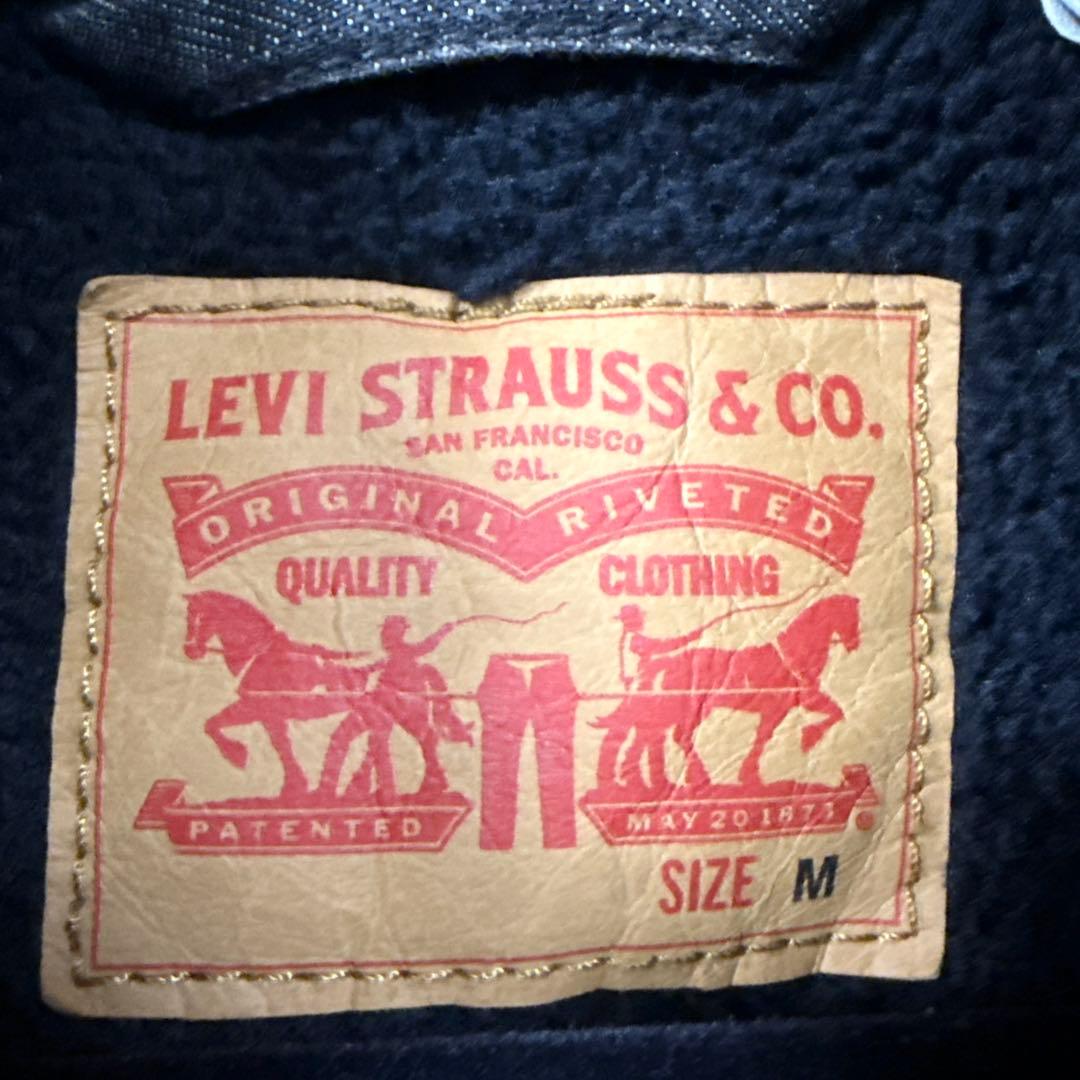 LEVI STRAUSS & CO.
SAN FRANCISCO
CAL.
ORIGINAL RIVETED
QUALITY CLOTHING
PATENTED MAY 20 1873
SIZE M